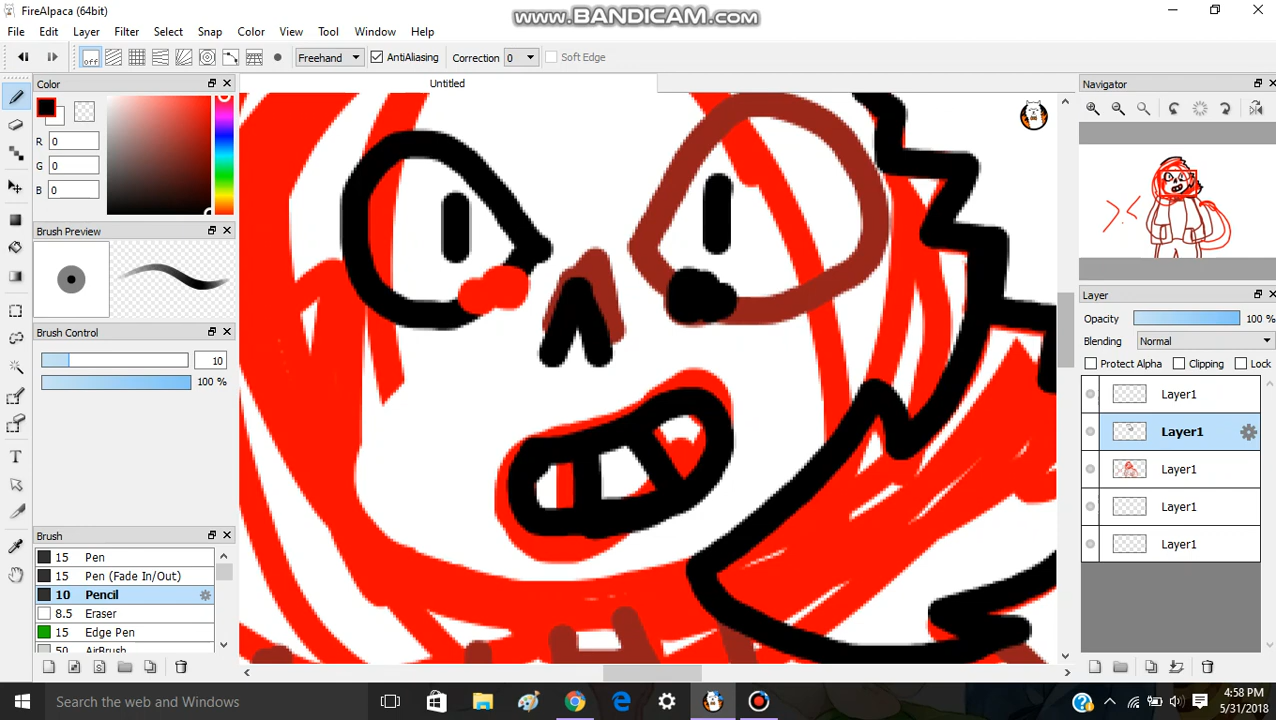 FireAlpaca (64bit)
www.BANDICAM.com
File Edit Layer Filter Select Snap Color View Tool Window Help
off Freehand AntiAliasing Correction 0 Soft Edge
Color
Untitled
Navigator
R 0
G 0
B 0
Brush Preview
Layer
Opacity 100 %
Brush Control
Blending Normal
10
Protect Alpha Clipping Lock
100 %
Layer1
Layer1
Layer1
Layer1
Layer1
Brush
15 Pen
15 Pen (Fade In/Out)
10 Pencil
8.5 Eraser
15 Edge Pen
50 AirBrush
Search the web and Windows
4:58 PM
5/31/2018